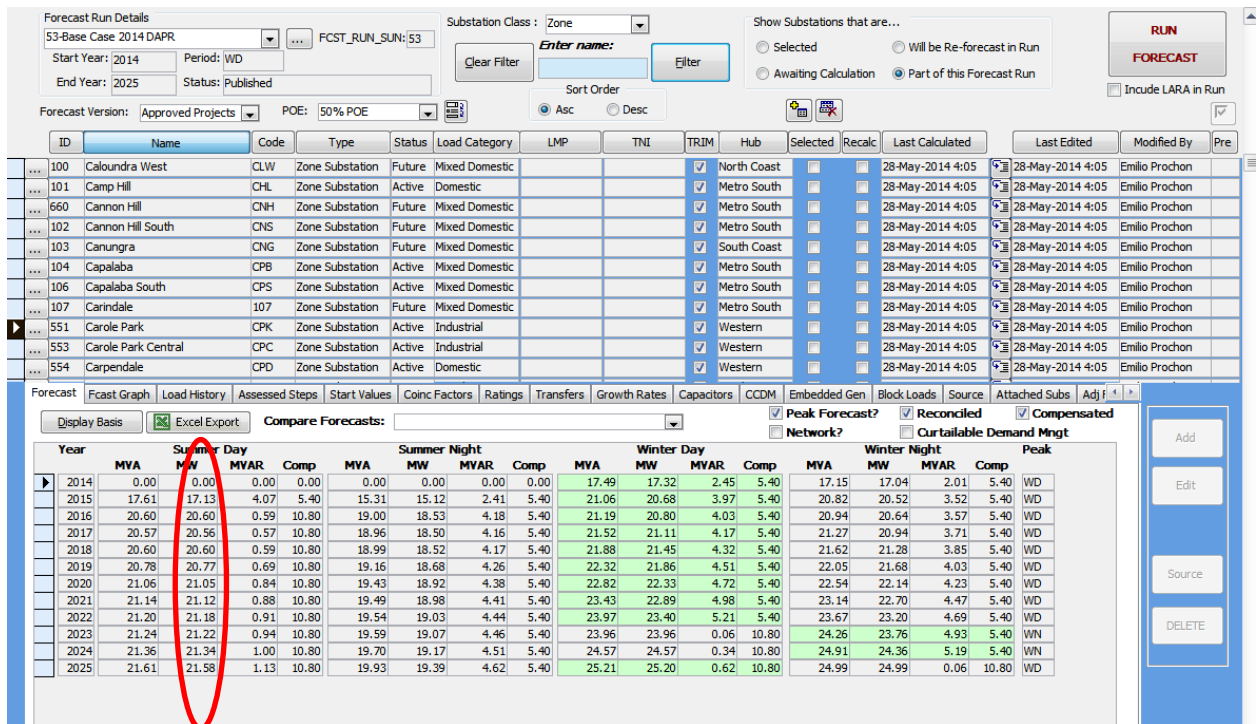 Forecast Run Details
53-Base Case 2014 DAPR ... FCST_RUN_SUN: 53
Start Year: 2014 Period: WD
End Year: 2025 Status: Published
Substation Class : Zone
Enter name:
Clear Filter Filter
Sort Order
Asc Desc
Show Substations that are...
Selected Will be Re-forecast in Run
Awaiting Calculation Part of this Forecast Run
RUN
FORECAST
Incude LARA in Run
Forecast Version: Approved Projects POE: 50% POE
ID Name Code Type Status Load Category LMP TNI TRIM Hub Selected Recalc Last Calculated Last Edited Modified By Pre
... 100 Caloundra West CLW Zone Substation Future Mixed Domestic North Coast 28-May-2014 4:05 28-May-2014 4:05 Emilio Prochon
... 101 Camp Hill CHL Zone Substation Active Domestic Metro South 28-May-2014 4:05 28-May-2014 4:05 Emilio Prochon
... 660 Cannon Hill CNH Zone Substation Future Mixed Domestic Metro South 28-May-2014 4:05 28-May-2014 4:05 Emilio Prochon
... 102 Cannon Hill South CNS Zone Substation Future Mixed Domestic Metro South 28-May-2014 4:05 28-May-2014 4:05 Emilio Prochon
... 103 Canungra CNG Zone Substation Future Mixed Domestic South Coast 28-May-2014 4:05 28-May-2014 4:05 Emilio Prochon
... 104 Capalaba CPB Zone Substation Active Mixed Domestic Metro South 28-May-2014 4:05 28-May-2014 4:05 Emilio Prochon
... 106 Capalaba South CPS Zone Substation Active Mixed Domestic Metro South 28-May-2014 4:05 28-May-2014 4:05 Emilio Prochon
... 107 Carindale 107 Zone Substation Future Mixed Domestic Metro South 28-May-2014 4:05 28-May-2014 4:05 Emilio Prochon
... 551 Carole Park CPK Zone Substation Active Industrial Western 28-May-2014 4:05 28-May-2014 4:05 Emilio Prochon
... 553 Carole Park Central CPC Zone Substation Active Industrial Western 28-May-2014 4:05 28-May-2014 4:05 Emilio Prochon
... 554 Carpendale CPD Zone Substation Active Domestic Western 28-May-2014 4:05 28-May-2014 4:05 Emilio Prochon
Forecast Fcast Graph Load History Assessed Steps Start Values Coinc Factors Ratings Transfers Growth Rates Capacitors CCDM Embedded Gen Block Loads Source Attached Subs Adj F
Display Basis Excel Export Compare Forecasts: Peak Forecast? Reconciled Compensated
Network? Curtailable Demand Mngt
Year Summer Day Summer Night Winter Day Winter Night Peak
MVA MW MVAR Comp MVA MW MVAR Comp MVA MW MVAR Comp MVA MW MVAR Comp
2014 0.00 0.00 0.00 0.00 0.00 0.00 0.00 0.00 17.49 17.32 2.45 5.40 17.15 17.04 2.01 5.40 WD
2015 17.61 17.13 4.07 5.40 15.31 15.12 2.41 5.40 21.06 20.68 3.97 5.40 20.82 20.52 3.52 5.40 WD
2016 20.60 20.60 0.59 10.80 19.00 18.53 4.18 5.40 21.19 20.80 4.03 5.40 20.94 20.64 3.57 5.40 WD
2017 20.57 20.56 0.57 10.80 18.96 18.50 4.16 5.40 21.52 21.11 4.17 5.40 21.27 20.94 3.71 5.40 WD
2018 20.60 20.60 0.59 10.80 18.99 18.52 4.17 5.40 21.88 21.45 4.32 5.40 21.62 21.28 3.85 5.40 WD
2019 20.78 20.77 0.69 10.80 19.16 18.68 4.26 5.40 22.32 21.86 4.51 5.40 22.05 21.68 4.03 5.40 WD
2020 21.06 21.05 0.84 10.80 19.43 18.92 4.38 5.40 22.82 22.33 4.72 5.40 22.54 22.14 4.23 5.40 WD
2021 21.14 21.12 0.88 10.80 19.49 18.98 4.41 5.40 23.43 22.89 4.98 5.40 23.14 22.70 4.47 5.40 WD
2022 21.20 21.18 0.91 10.80 19.54 19.03 4.44 5.40 23.97 23.40 5.21 5.40 23.67 23.20 4.69 5.40 WD
2023 21.24 21.22 0.94 10.80 19.59 19.07 4.46 5.40 23.96 23.96 0.06 10.80 24.26 23.76 4.93 5.40 WN
2024 21.36 21.34 1.00 10.80 19.70 19.17 4.51 5.40 24.57 24.57 0.34 10.80 24.91 24.36 5.19 5.40 WN
2025 21.61 21.58 1.13 10.80 19.93 19.39 4.62 5.40 25.21 25.20 0.62 10.80 24.99 24.99 0.06 10.80 WD
Add
Edit
Source
DELETE